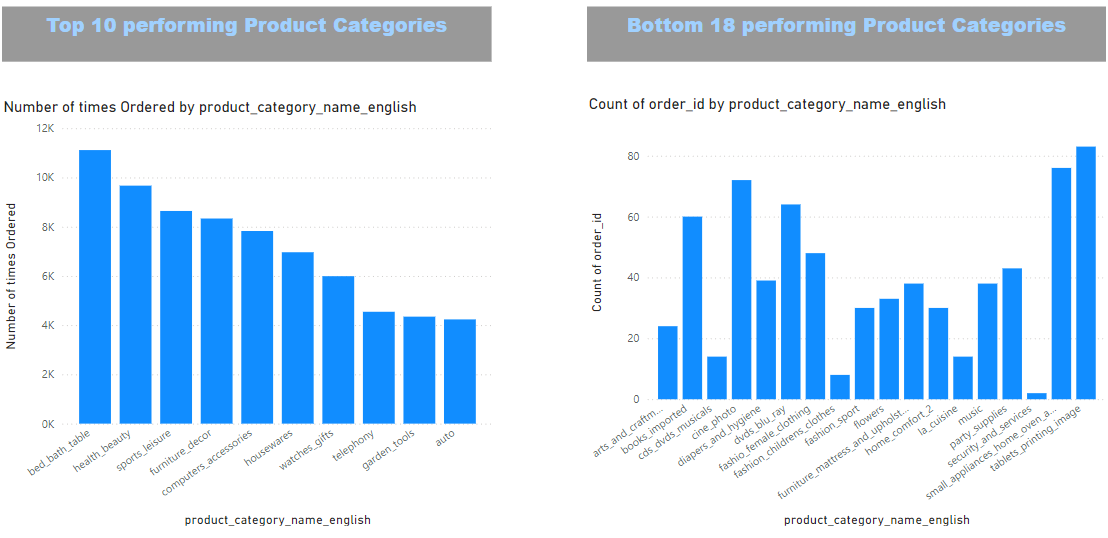 Top 10 performing Product Categories
Number of times Ordered by product_category_name_english
Number of times Ordered
12K
10K
8K
6K
4K
2K
0K
bed_bath_table
health_beauty
sports_leisure
furniture_decor
computers_accessories
housewares
watches_gifts
telephony
garden_tools
auto
product_category_name_english
Bottom 18 performing Product Categories
Count of order_id by product_category_name_english
Count of order_id
80
60
40
20
0
arts_and_craftm...
books_imported
cds_dvds_musicals
cine_photo
diapers_and_hygiene
dvds_blu_ray
fashio_female_clothing
fashion_childrens_clothes
fashion_sport
flowers
furniture_mattress_and_upholst...
home_comfort_2
la_cuisine
music
party_supplies
security_and_services
small_appliances_home_oven_a...
tablets_printing_image
product_category_name_english